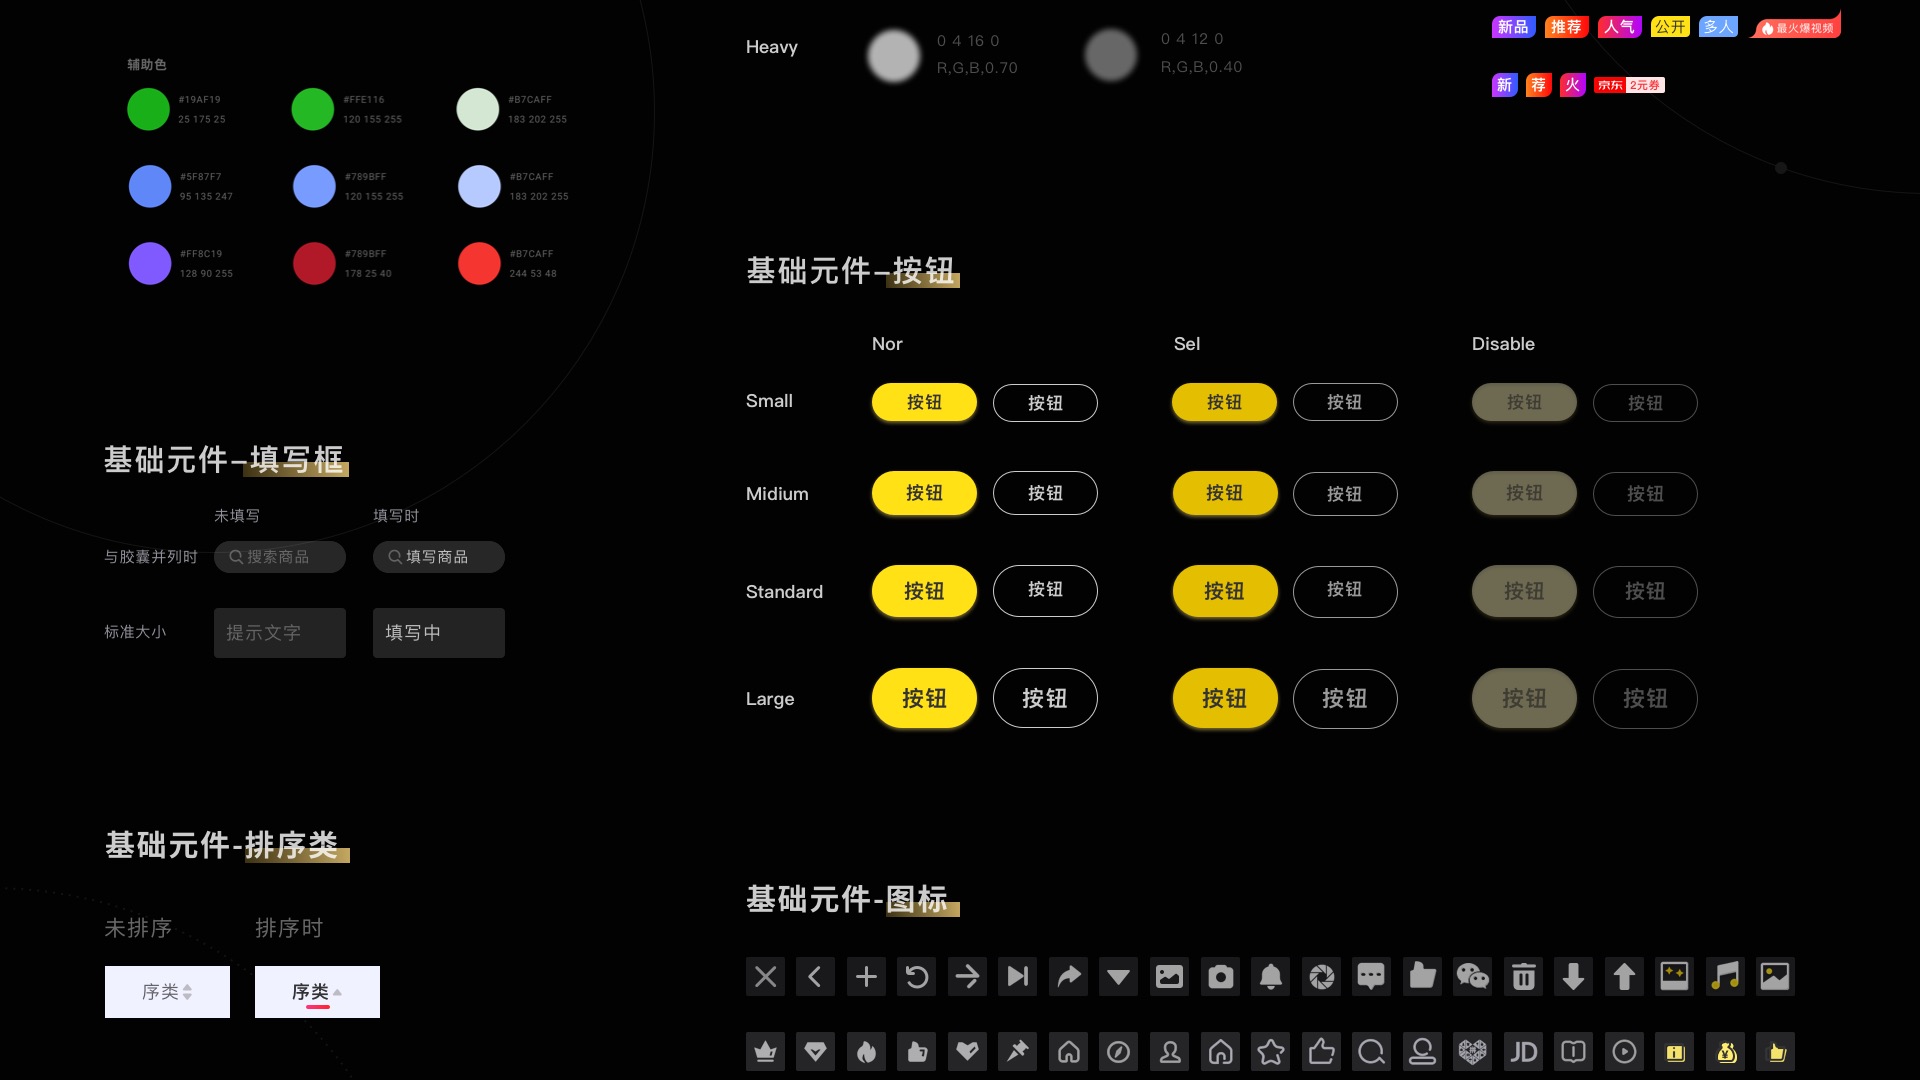 辅助色
#19AF19
25 175 25
#FFE116
120 155 255
#B7CAFF
183 202 255
#5F87F7
95 135 247
#789BFF
120 155 255
#B7CAFF
183 202 255
#FF8C19
128 90 255
#789BFF
178 25 40
#B7CAFF
244 53 48
基础元件–填写框
未填写
填写时
与胶囊并列时
搜索商品
填写商品
标准大小
提示文字
填写中
基础元件-排序类
未排序
排序时
序类
序类
Heavy
0 4 16 0
R,G,B,0.70
0 4 12 0
R,G,B,0.40
新品
推荐
人气
公开
多人
最火爆视频
新
荐
火
京东
2元券
基础元件–按钮
Nor
Sel
Disable
Small
按钮
按钮
按钮
按钮
按钮
按钮
Midium
按钮
按钮
按钮
按钮
按钮
按钮
Standard
按钮
按钮
按钮
按钮
按钮
按钮
Large
按钮
按钮
按钮
按钮
按钮
按钮
基础元件-图标
JD